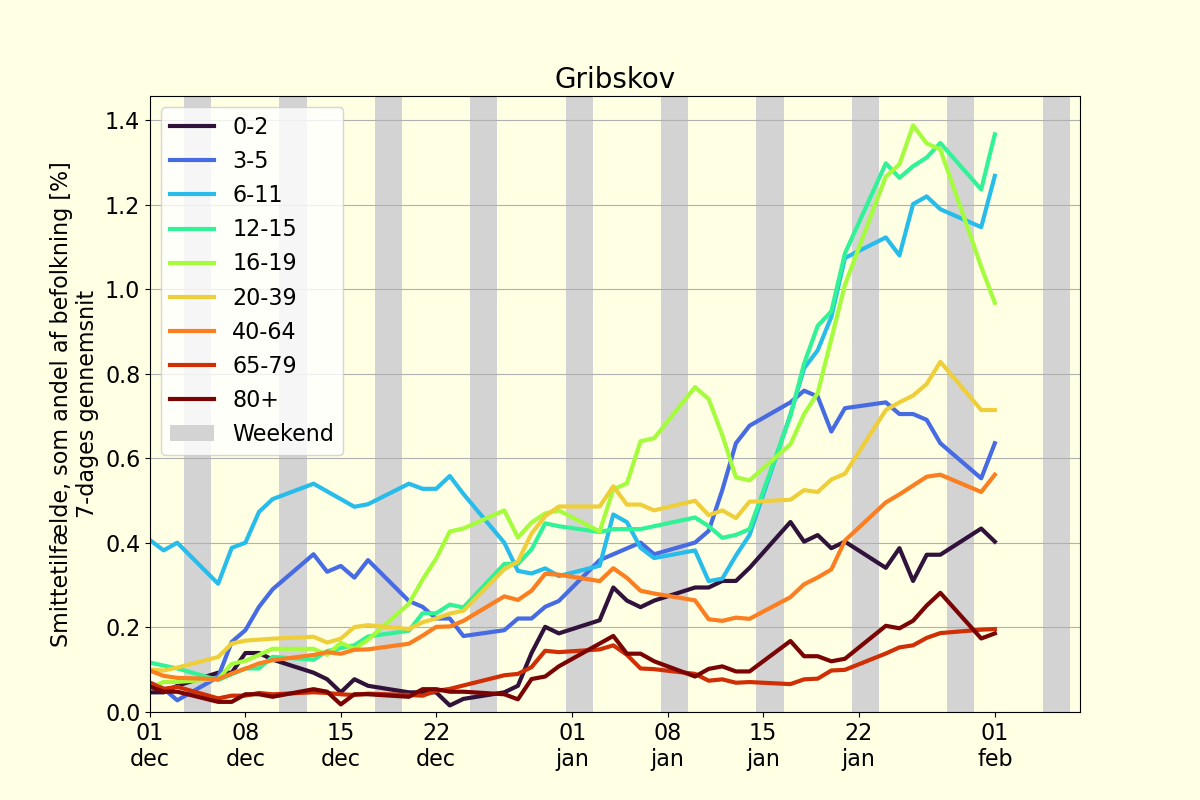 Gribskov
Smittetilfælde, som andel af befolkning [%]
7-dages gennemsnit
1.4
1.2
1.0
0.8
0.6
0.4
0.2
0.0
0-2
3-5
6-11
12-15
16-19
20-39
40-64
65-79
80+
Weekend
01 08 15 22 01 08 15 22 01
dec dec dec dec jan jan jan jan feb